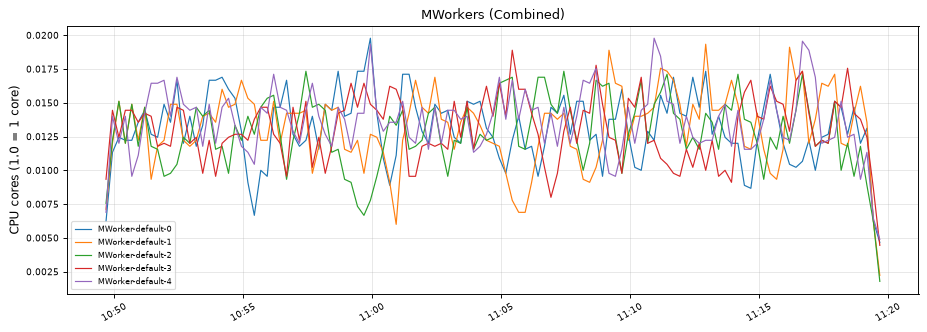 MWorkers (Combined)
CPU cores (1.0 = 1 core)
0.0200
0.0175
0.0150
0.0125
0.0100
0.0075
0.0050
0.0025
MWorker-default-0
MWorker-default-1
MWorker-default-2
MWorker-default-3
MWorker-default-4
10:50
10:55
11:00
11:05
11:10
11:15
11:20